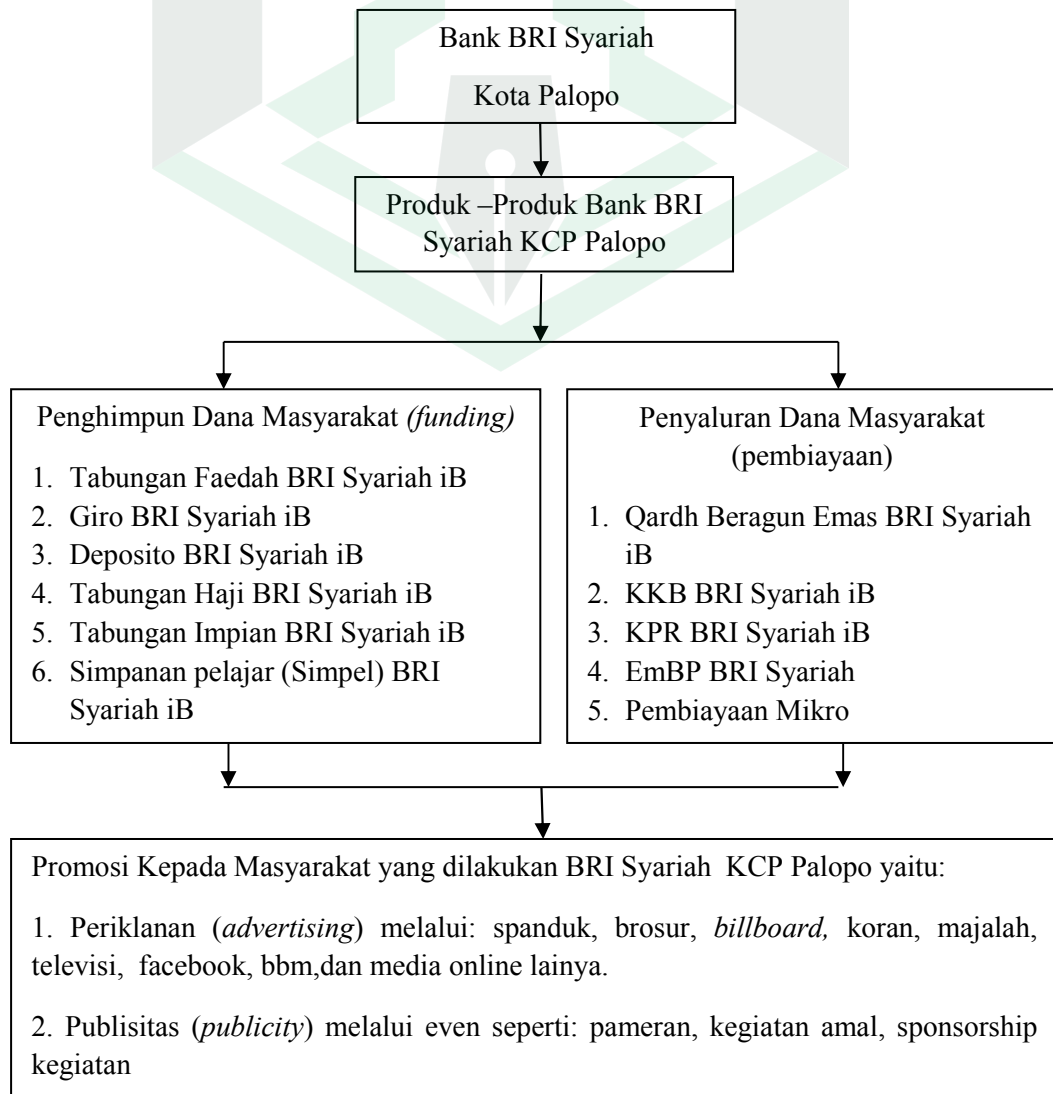 Bank BRI Syariah
Kota Palopo
Produk –Produk Bank BRI
Syariah KCP Palopo
Penghimpun Dana Masyarakat (funding)
1. Tabungan Faedah BRI Syariah iB
2. Giro BRI Syariah iB
3. Deposito BRI Syariah iB
4. Tabungan Haji BRI Syariah iB
5. Tabungan Impian BRI Syariah iB
6. Simpanan pelajar (Simpel) BRI
Syariah iB
Penyaluran Dana Masyarakat
(pembiayaan)
1. Qardh Beragun Emas BRI Syariah
iB
2. KKB BRI Syariah iB
3. KPR BRI Syariah iB
4. EmBP BRI Syariah
5. Pembiayaan Mikro
Promosi Kepada Masyarakat yang dilakukan BRI Syariah KCP Palopo yaitu:
1. Periklanan (advertising) melalui: spanduk, brosur, billboard, koran, majalah,
televisi, facebook, bbm,dan media online lainya.
2. Publisitas (publicity) melalui even seperti: pameran, kegiatan amal, sponsorship
kegiatan